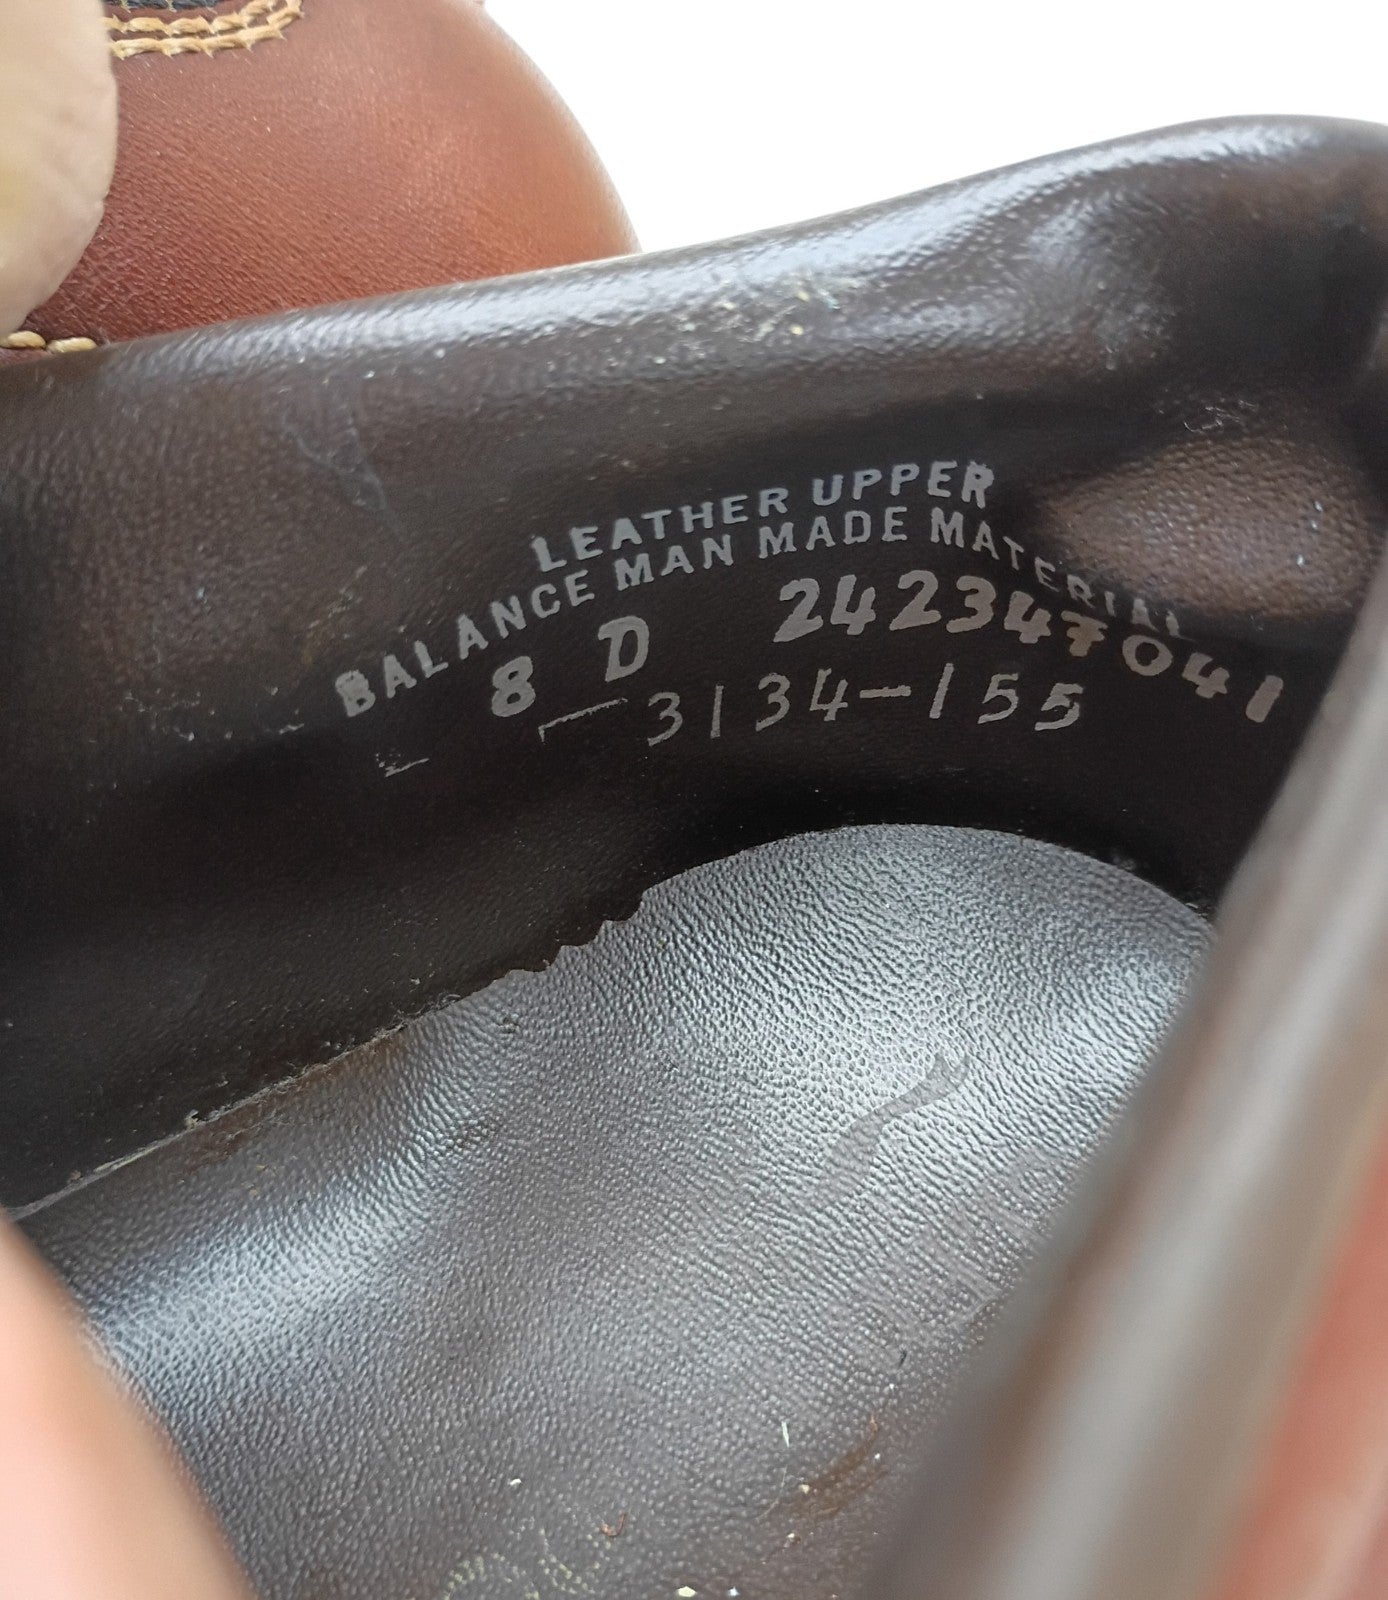 LEATHER UPPER
BALANCE MAN MADE MATERIAL
8 D 242347041
3134-155